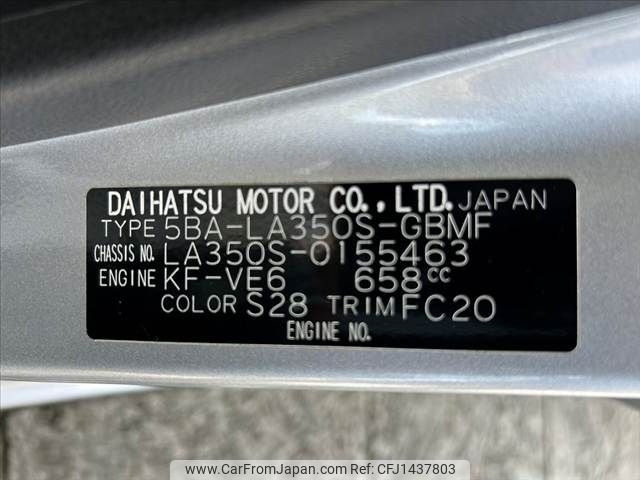 DAIHATSU MOTOR CO., LTD. JAPAN
TYPE 5BA-LA350S-GBMF
CHASSIS NO. LA350S-0155463
ENGINE KF-VE6 658cc
COLOR S28 TRIM FC20
ENGINE NO.
www.carfromjapan.com CFJ1437803